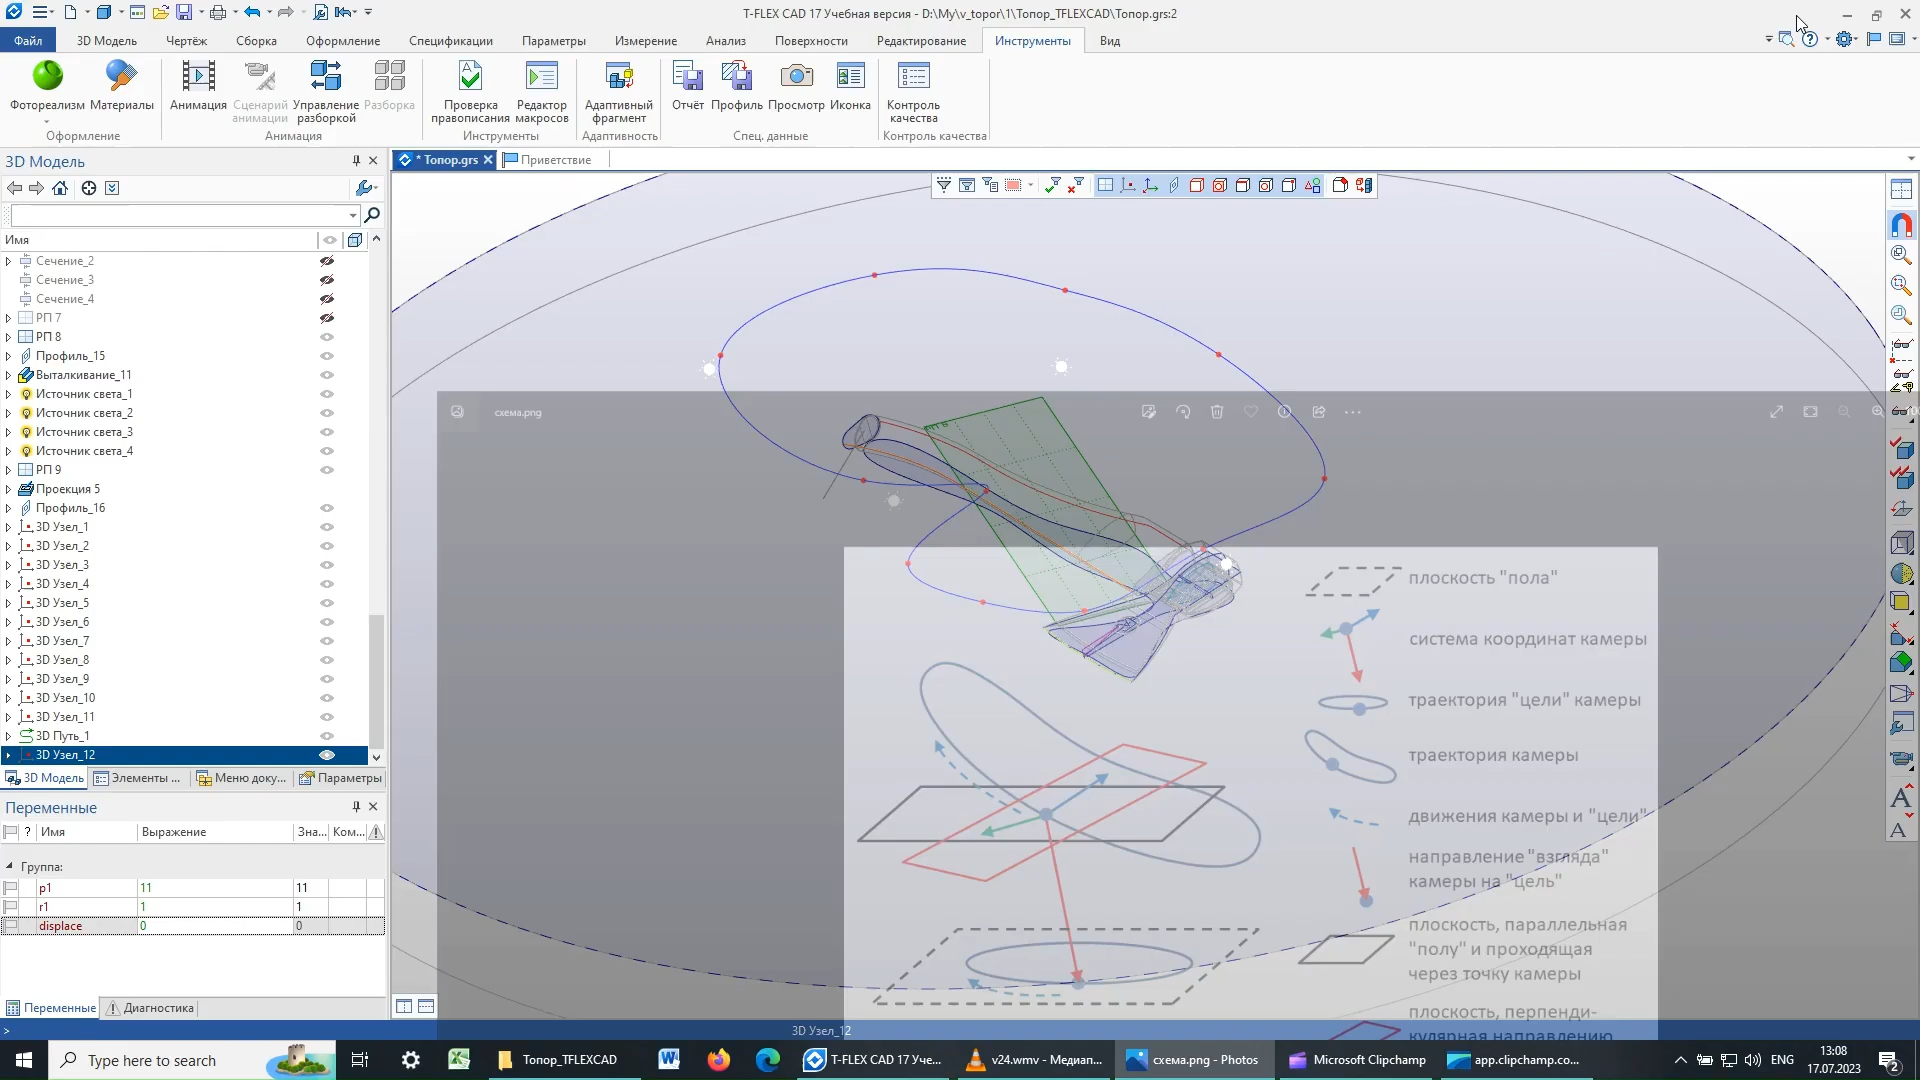 T-FLEX CAD 17 Учебная версия - D:\My\v_topor\1\Топор_TFLEXCAD\Топор.grs:2
Файл 3D Модель Чертёж Сборка Оформление Спецификации Параметры Измерение Анализ Поверхности Редактирование Инструменты Вид
Фотореализм Материалы Анимация Сценарий анимации Управление разборкой Разборка Проверка правописания Редактор макросов Адаптивный фрагмент Отчёт Профиль Просмотр Иконка Контроль качества
Оформление Анимация Инструменты Адаптивность Спец. данные Контроль качества
3D Модель
* Топор.grs Приветствие
Имя
Сечение_2
Сечение_3
Сечение_4
РП 7
РП 8
Профиль_15
Выталкивание_11
Источник света_1
Источник света_2
Источник света_3
Источник света_4
РП 9
Проекция 5
Профиль_16
3D Узел_1
3D Узел_2
3D Узел_3
3D Узел_4
3D Узел_5
3D Узел_6
3D Узел_7
3D Узел_8
3D Узел_9
3D Узел_10
3D Узел_11
3D Путь_1
3D Узел_12
3D Модель Элементы ... Меню доку... Параметры
Переменные
? Имя Выражение Зна... Ком...
Группа:
p1 11 11
r1 1 1
displace 0 0
Переменные Диагностика
схема.png
плоскость "пола"
система координат камеры
траектория "цели" камеры
траектория камеры
движения камеры и "цели"
направление "взгляда"
камеры на "цель"
плоскость, параллельная
"полу" и проходящая
через точку камеры
плоскость, перпенди-
кулярная направлению
> 3D Узел_12
Type here to search Топор_TFLEXCAD T-FLEX CAD 17 Уче... v24.wmv - Медиап... схема.png - Photos Microsoft Clipchamp app.clipchamp.co... ENG 13:08
17.07.2023 2